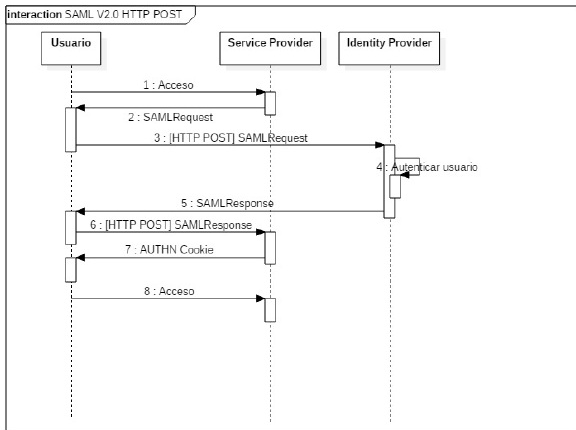 interaction SAML V2.0 HTTP POST
Usuario
Service Provider
Identity Provider
1 : Acceso
2 : SAMLRequest
3 : [HTTP POST] SAMLRequest
4 : Autenticar usuario
5 : SAMLResponse
6 : [HTTP POST] SAMLResponse
7 : AUTHN Cookie
8 : Acceso